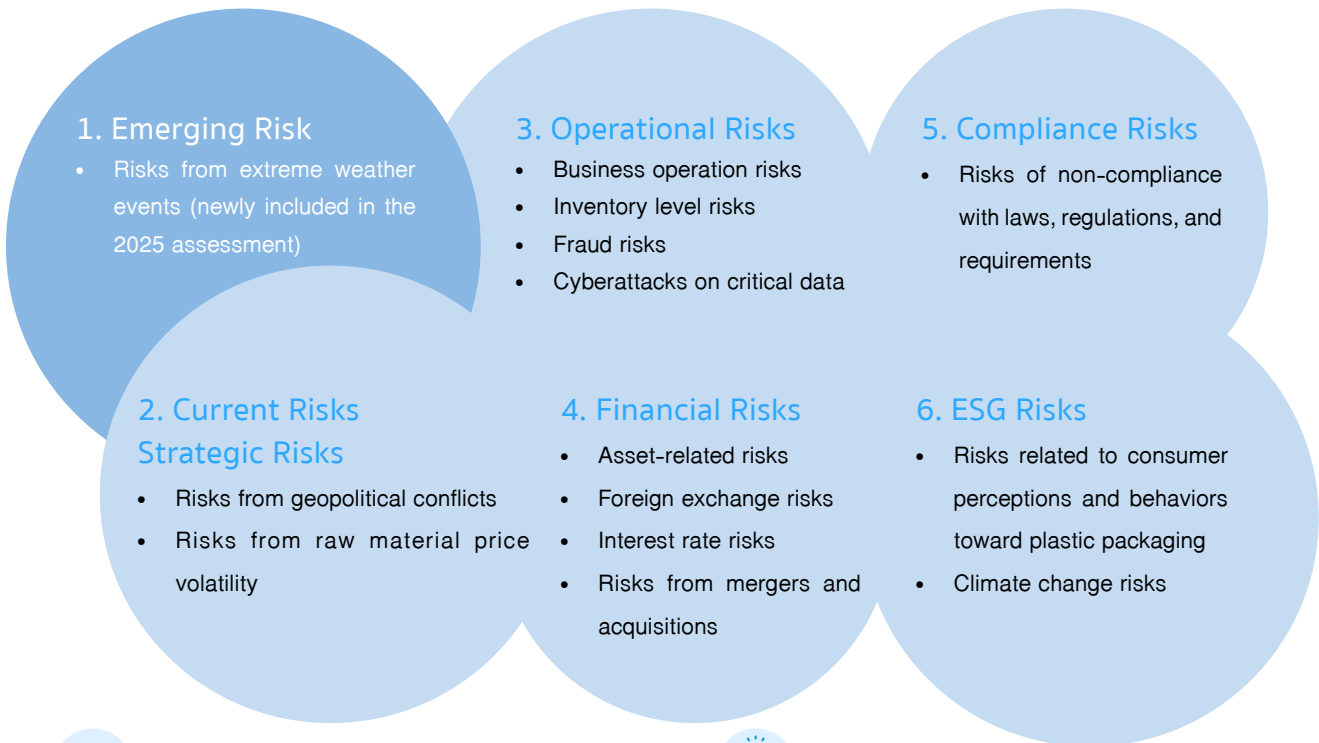 1. Emerging Risk
• Risks from extreme weather
events (newly included in the
2025 assessment)
2. Current Risks
Strategic Risks
• Risks from geopolitical conflicts
• Risks from raw material price
volatility
3. Operational Risks
• Business operation risks
• Inventory level risks
• Fraud risks
• Cyberattacks on critical data
4. Financial Risks
• Asset-related risks
• Foreign exchange risks
• Interest rate risks
• Risks from mergers and
acquisitions
5. Compliance Risks
• Risks of non-compliance
with laws, regulations, and
requirements
6. ESG Risks
• Risks related to consumer
perceptions and behaviors
toward plastic packaging
• Climate change risks